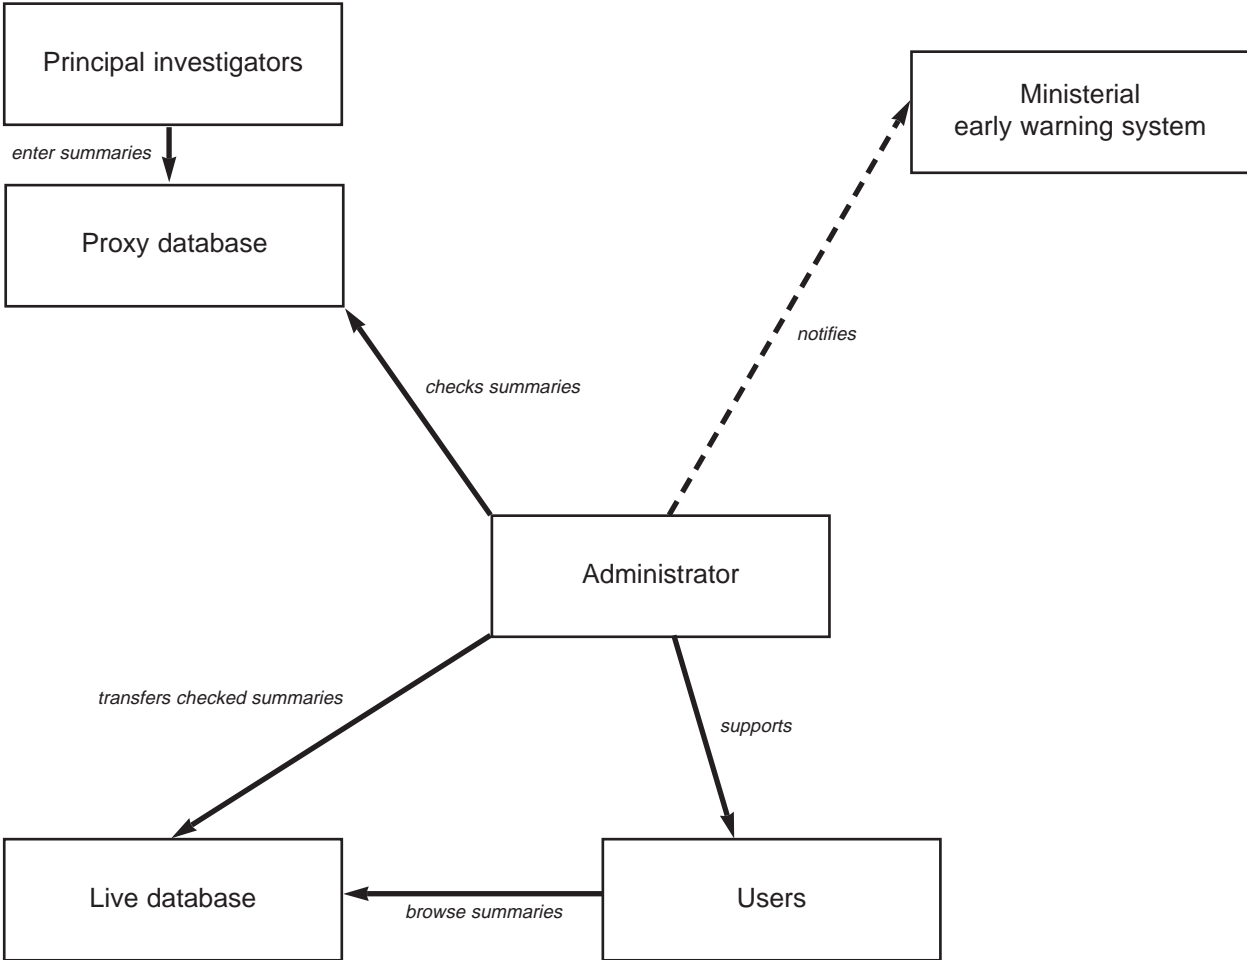 Principal investigators
Ministerial
early warning system
enter summaries
Proxy database
notifies
checks summaries
Administrator
transfers checked summaries
supports
Live database
browse summaries
Users